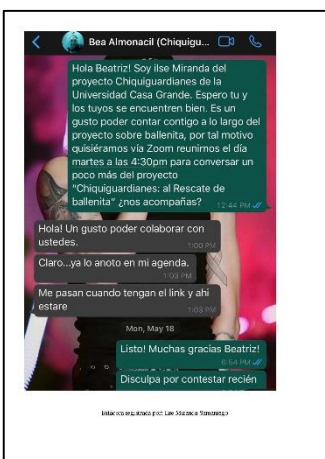 Bea Almonacil (Chiquigu...
Hola Beatriz! Soy ilse Miranda del
proyecto Chiquiguardianes de la
Universidad Casa Grande. Espero tu y
los tuyos se encuentren bien. Es un
gusto poder contar contigo a lo largo del
proyecto sobre ballenita, por tal motivo
quisiéramos vía Zoom reunirnos el día
martes a las 4:30pm para conversar un
poco más del proyecto
"Chiquiguardianes: al Rescate de
ballenita" ¿nos acompañas?
12:44 PM
Hola! Un gusto poder colaborar con
ustedes.
1:00 PM
Claro...ya lo anoto en mi agenda.
1:03 PM
Me pasan cuando tengan el link y ahi
estare
1:03 PM
Mon, May 18
Listo! Muchas gracias Beatriz!
6:54 PM
Disculpa por contestar recién
registrada por: Miranda